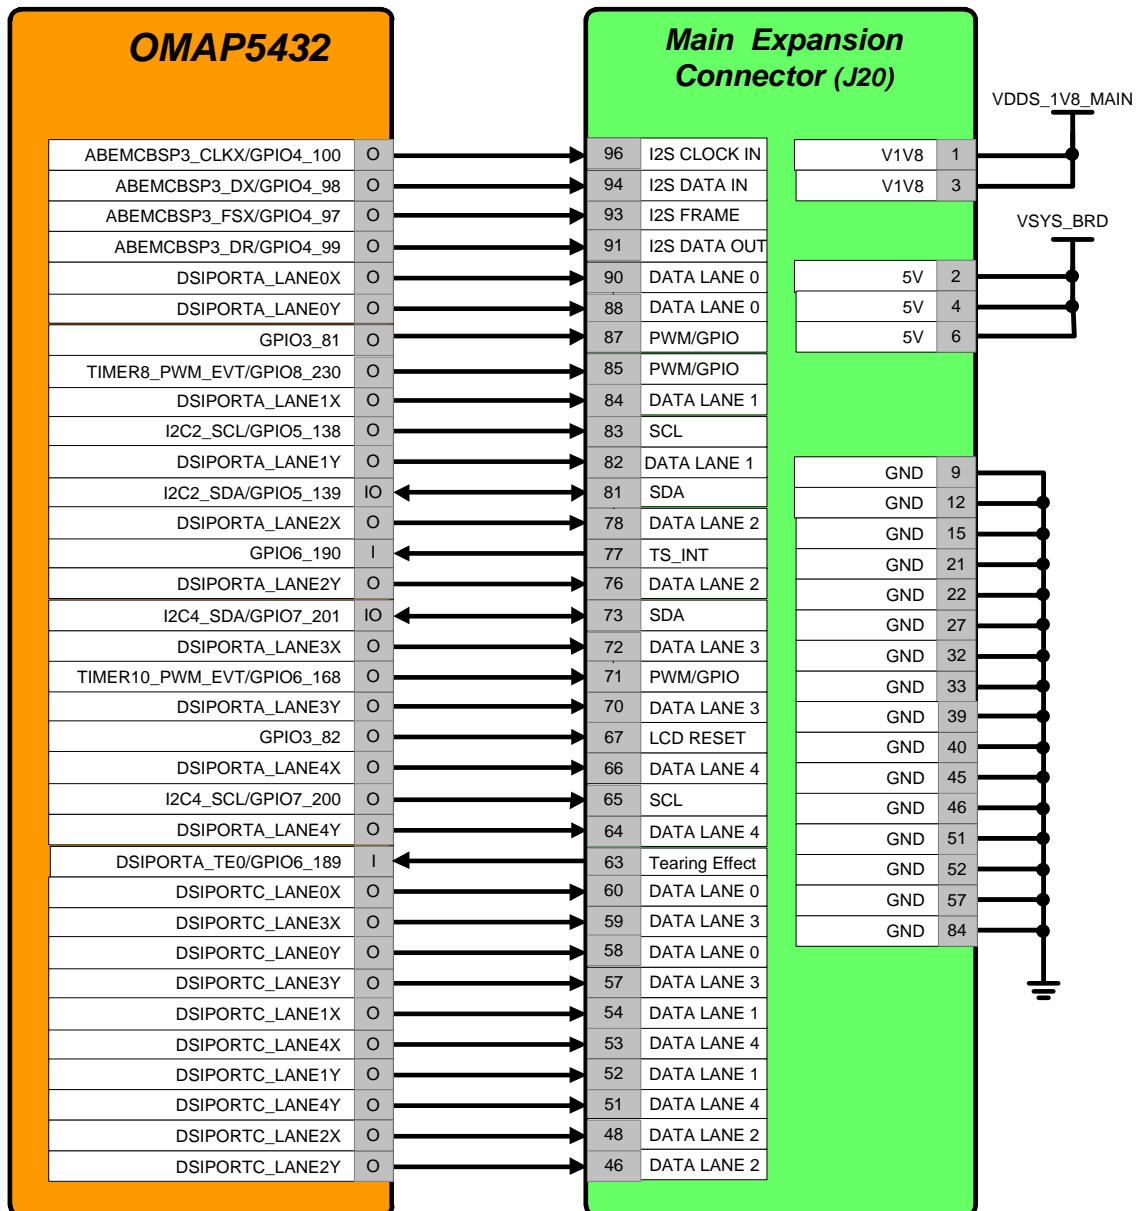 OMAP5432
Main Expansion
Connector (J20)
VDDS_1V8_MAIN
VSYS_BRD
ABEMCBSP3_CLKX/GPIO4_100 O 96 I2S CLOCK IN
ABEMCBSP3_DX/GPIO4_98 O 94 I2S DATA IN
ABEMCBSP3_FSX/GPIO4_97 O 93 I2S FRAME
ABEMCBSP3_DR/GPIO4_99 O 91 I2S DATA OUT
DSIPORTA_LANE0X O 90 DATA LANE 0
DSIPORTA_LANE0Y O 88 DATA LANE 0
GPIO3_81 O 87 PWM/GPIO
TIMER8_PWM_EVT/GPIO8_230 O 85 PWM/GPIO
DSIPORTA_LANE1X O 84 DATA LANE 1
I2C2_SCL/GPIO5_138 O 83 SCL
DSIPORTA_LANE1Y O 82 DATA LANE 1
I2C2_SDA/GPIO5_139 IO 81 SDA
DSIPORTA_LANE2X O 78 DATA LANE 2
GPIO6_190 I 77 TS_INT
DSIPORTA_LANE2Y O 76 DATA LANE 2
I2C4_SDA/GPIO7_201 IO 73 SDA
DSIPORTA_LANE3X O 72 DATA LANE 3
TIMER10_PWM_EVT/GPIO6_168 O 71 PWM/GPIO
DSIPORTA_LANE3Y O 70 DATA LANE 3
GPIO3_82 O 67 LCD RESET
DSIPORTA_LANE4X O 66 DATA LANE 4
I2C4_SCL/GPIO7_200 O 65 SCL
DSIPORTA_LANE4Y O 64 DATA LANE 4
DSIPORTA_TE0/GPIO6_189 I 63 Tearing Effect
DSIPORTC_LANE0X O 60 DATA LANE 0
DSIPORTC_LANE3X O 59 DATA LANE 3
DSIPORTC_LANE0Y O 58 DATA LANE 0
DSIPORTC_LANE3Y O 57 DATA LANE 3
DSIPORTC_LANE1X O 54 DATA LANE 1
DSIPORTC_LANE4X O 53 DATA LANE 4
DSIPORTC_LANE1Y O 52 DATA LANE 1
DSIPORTC_LANE4Y O 51 DATA LANE 4
DSIPORTC_LANE2X O 48 DATA LANE 2
DSIPORTC_LANE2Y O 46 DATA LANE 2
V1V8 1
V1V8 3
5V 2
5V 4
5V 6
GND 9
GND 12
GND 15
GND 21
GND 22
GND 27
GND 32
GND 33
GND 39
GND 40
GND 45
GND 46
GND 51
GND 52
GND 57
GND 84